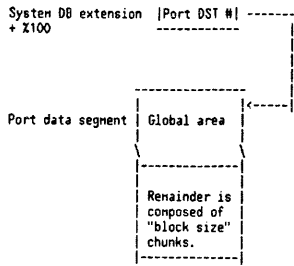 System DB extension |Port DST #|
+ %100
Port data segment | Global area |
Remainder is
composed of
"block size"
chunks.